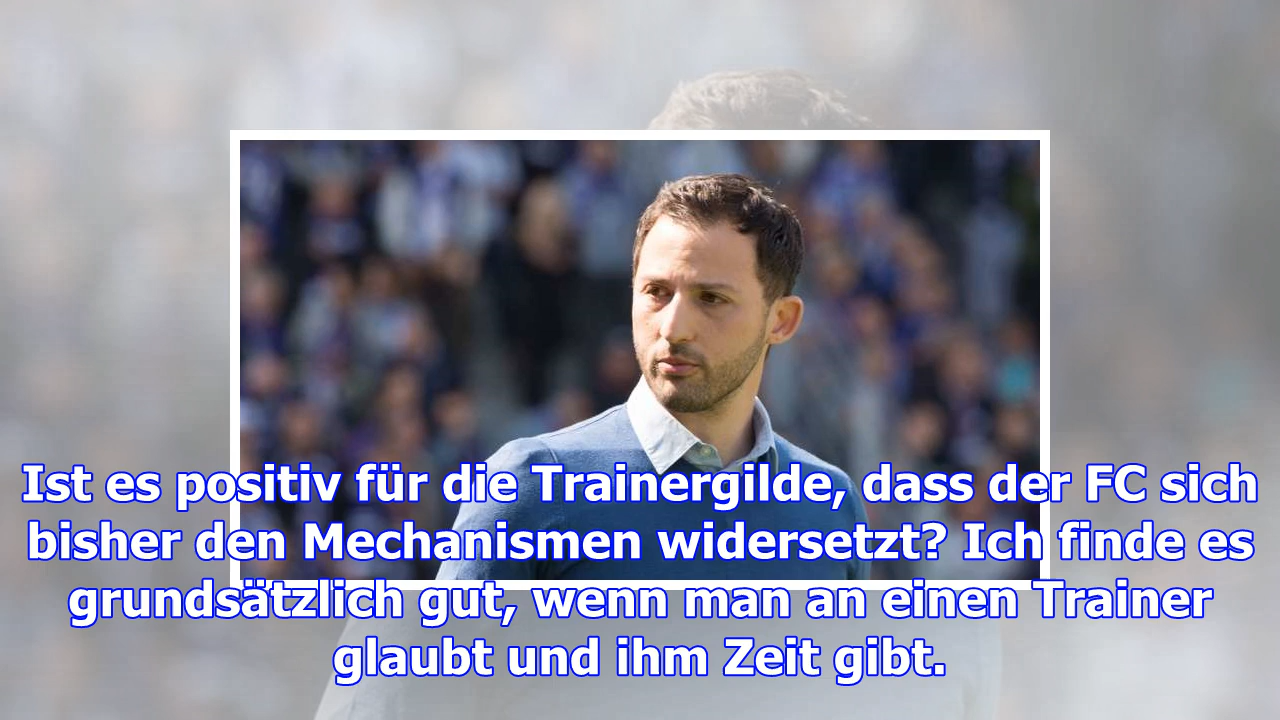 Ist es positiv für die Trainergilde, dass der FC sich
bisher den Mechanismen widersetzt? Ich finde es
grundsätzlich gut, wenn man an einen Trainer
glaubt und ihm Zeit gibt.